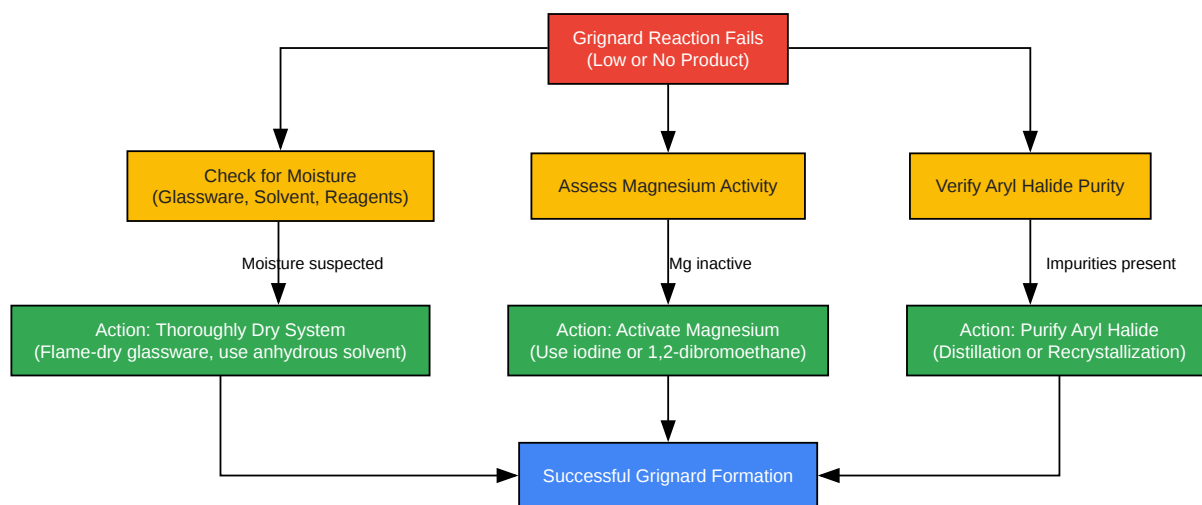 Grignard Reaction Fails
(Low or No Product)
Check for Moisture
(Glassware, Solvent, Reagents)
Assess Magnesium Activity
Verify Aryl Halide Purity
Moisture suspected
Mg inactive
Impurities present
Action: Thoroughly Dry System
(Flame-dry glassware, use anhydrous solvent)
Action: Activate Magnesium
(Use iodine or 1,2-dibromoethane)
Action: Purify Aryl Halide
(Distillation or Recrystallization)
Successful Grignard Formation